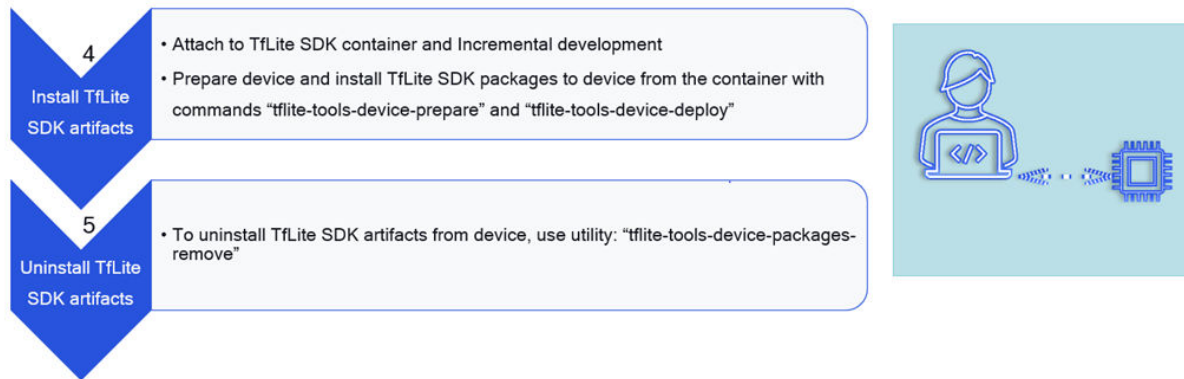 4
Install TfLite
SDK artifacts
• Attach to TfLite SDK container and Incremental development
• Prepare device and install TfLite SDK packages to device from the container with
commands “tflite-tools-device-prepare” and “tflite-tools-device-deploy”
5
Uninstall TfLite
SDK artifacts
• To uninstall TfLite SDK artifacts from device, use utility: “tflite-tools-device-packages-
remove”
</>